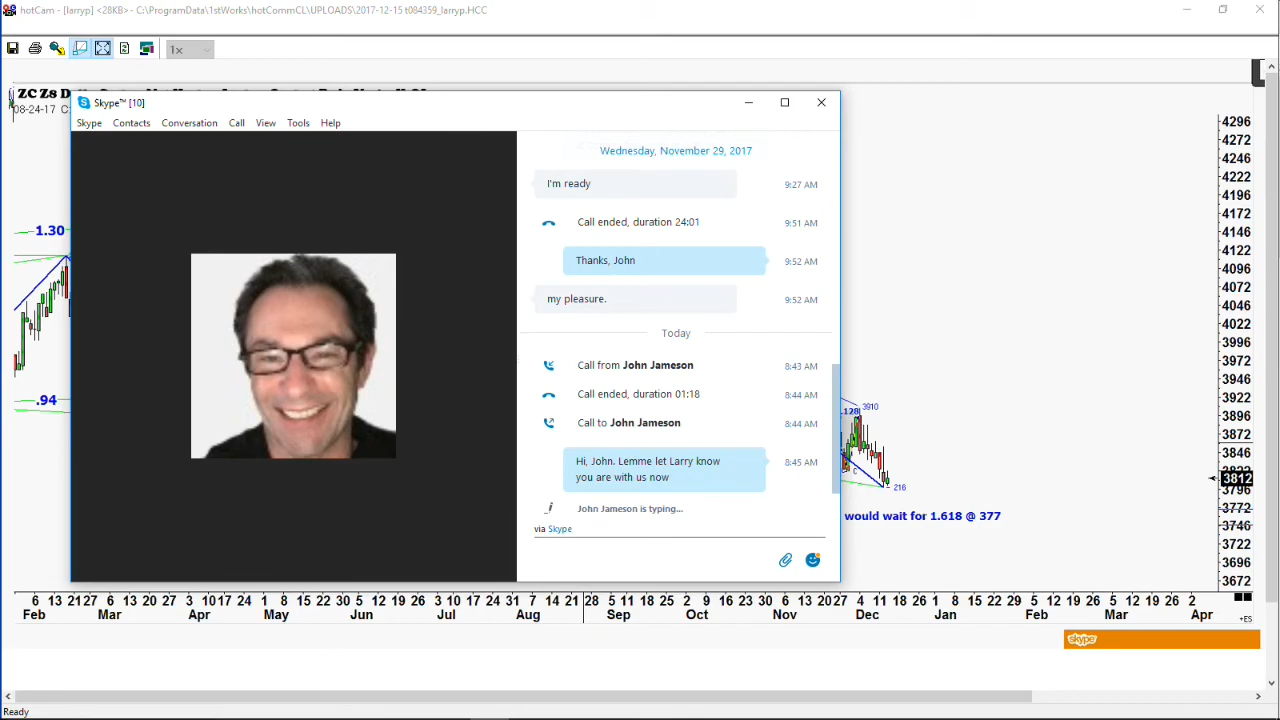 hotCam - [larryp] <28KB> - C:\ProgramData\1stWorks\hotCommCL\UPLOADS\2017-12-15 t084359_larryp.HCC
1x
ZC Z8
08-24-17
Skype™ [10]
Skype Contacts Conversation Call View Tools Help
Wednesday, November 29, 2017
I'm ready 9:27 AM
Call ended, duration 24:01 9:51 AM
Thanks, John 9:52 AM
my pleasure. 9:52 AM
Today
Call from John Jameson 8:43 AM
Call ended, duration 01:18 8:44 AM
Call to John Jameson 8:44 AM
Hi, John. Lemme let Larry know 8:45 AM
you are with us now
John Jameson is typing...
via Skype
1.30
.94
.128
3910
C
216
would wait for 1.618 @ 377
4296
4272
4246
4222
4196
4172
4146
4122
4096
4072
4046
4022
3996
3972
3946
3922
3896
3872
3846
3812
3796
3772
3746
3722
3696
3672
6 13 21 27 6 13 20 27 3 10 17 24 1 8 15 22 30 5 12 19 26 3 10 17 24 31 7 14 21 28 5 11 18 25 2 9 16 23 30 6 13 20 27 4 11 18 26 1 8 15 22 29 5 12 19 26 5 12 19 26 2
Feb Mar Apr May Jun Jul Aug Sep Oct Nov Dec Jan Feb Mar Apr
+ES
skype
Ready